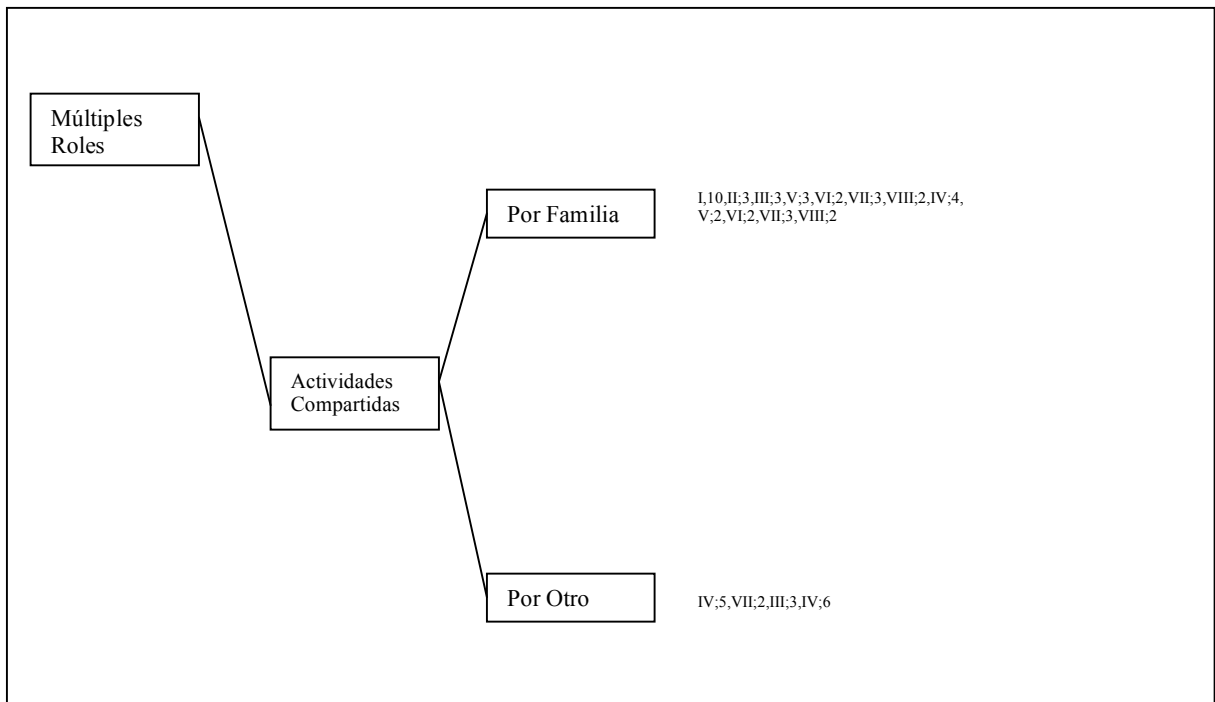 Múltiples
Roles
Por Familia
I,10,II;3,III;3,V;3,VI;2,VII;3,VIII;2,IV;4,
V;2,VI;2,VII;3,VIII;2
Actividades
Compartidas
Por Otro
IV;5,VII;2,III;3,IV;6